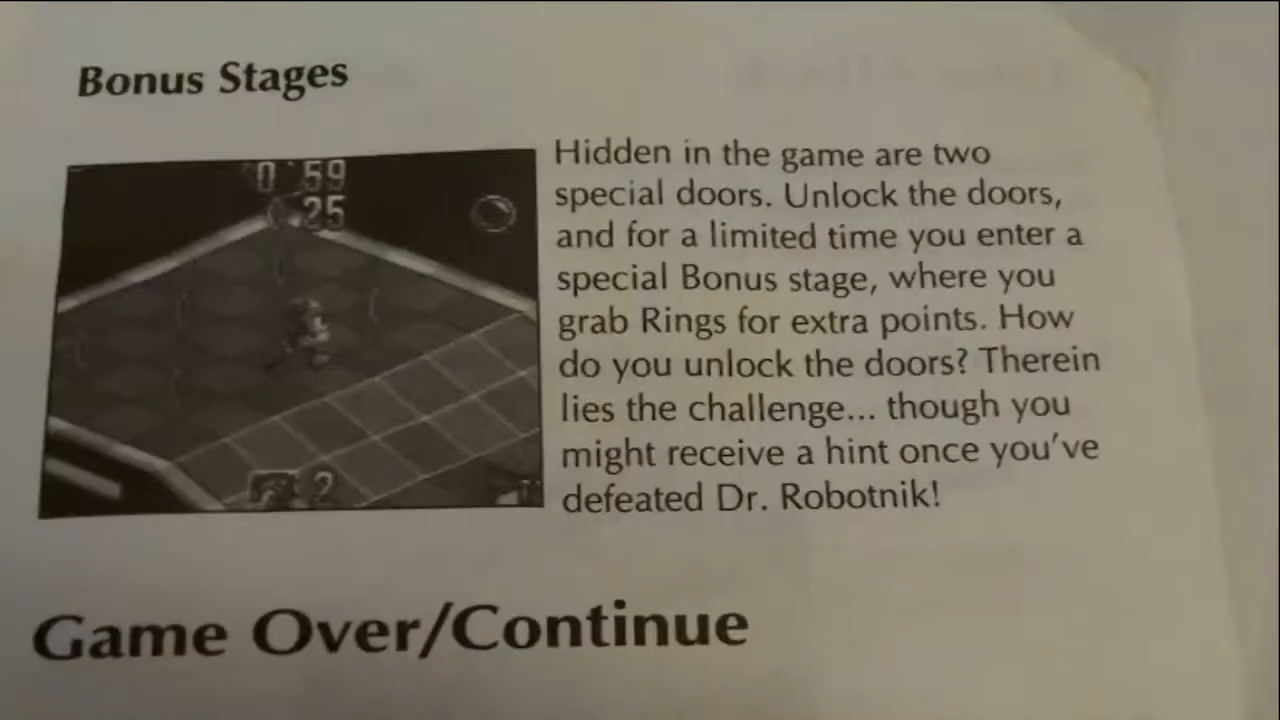 Bonus Stages
0 59
25
2
Hidden in the game are two
special doors. Unlock the doors,
and for a limited time you enter a
special Bonus stage, where you
grab Rings for extra points. How
do you unlock the doors? Therein
lies the challenge... though you
might receive a hint once you've
defeated Dr. Robotnik!
Game Over/Continue